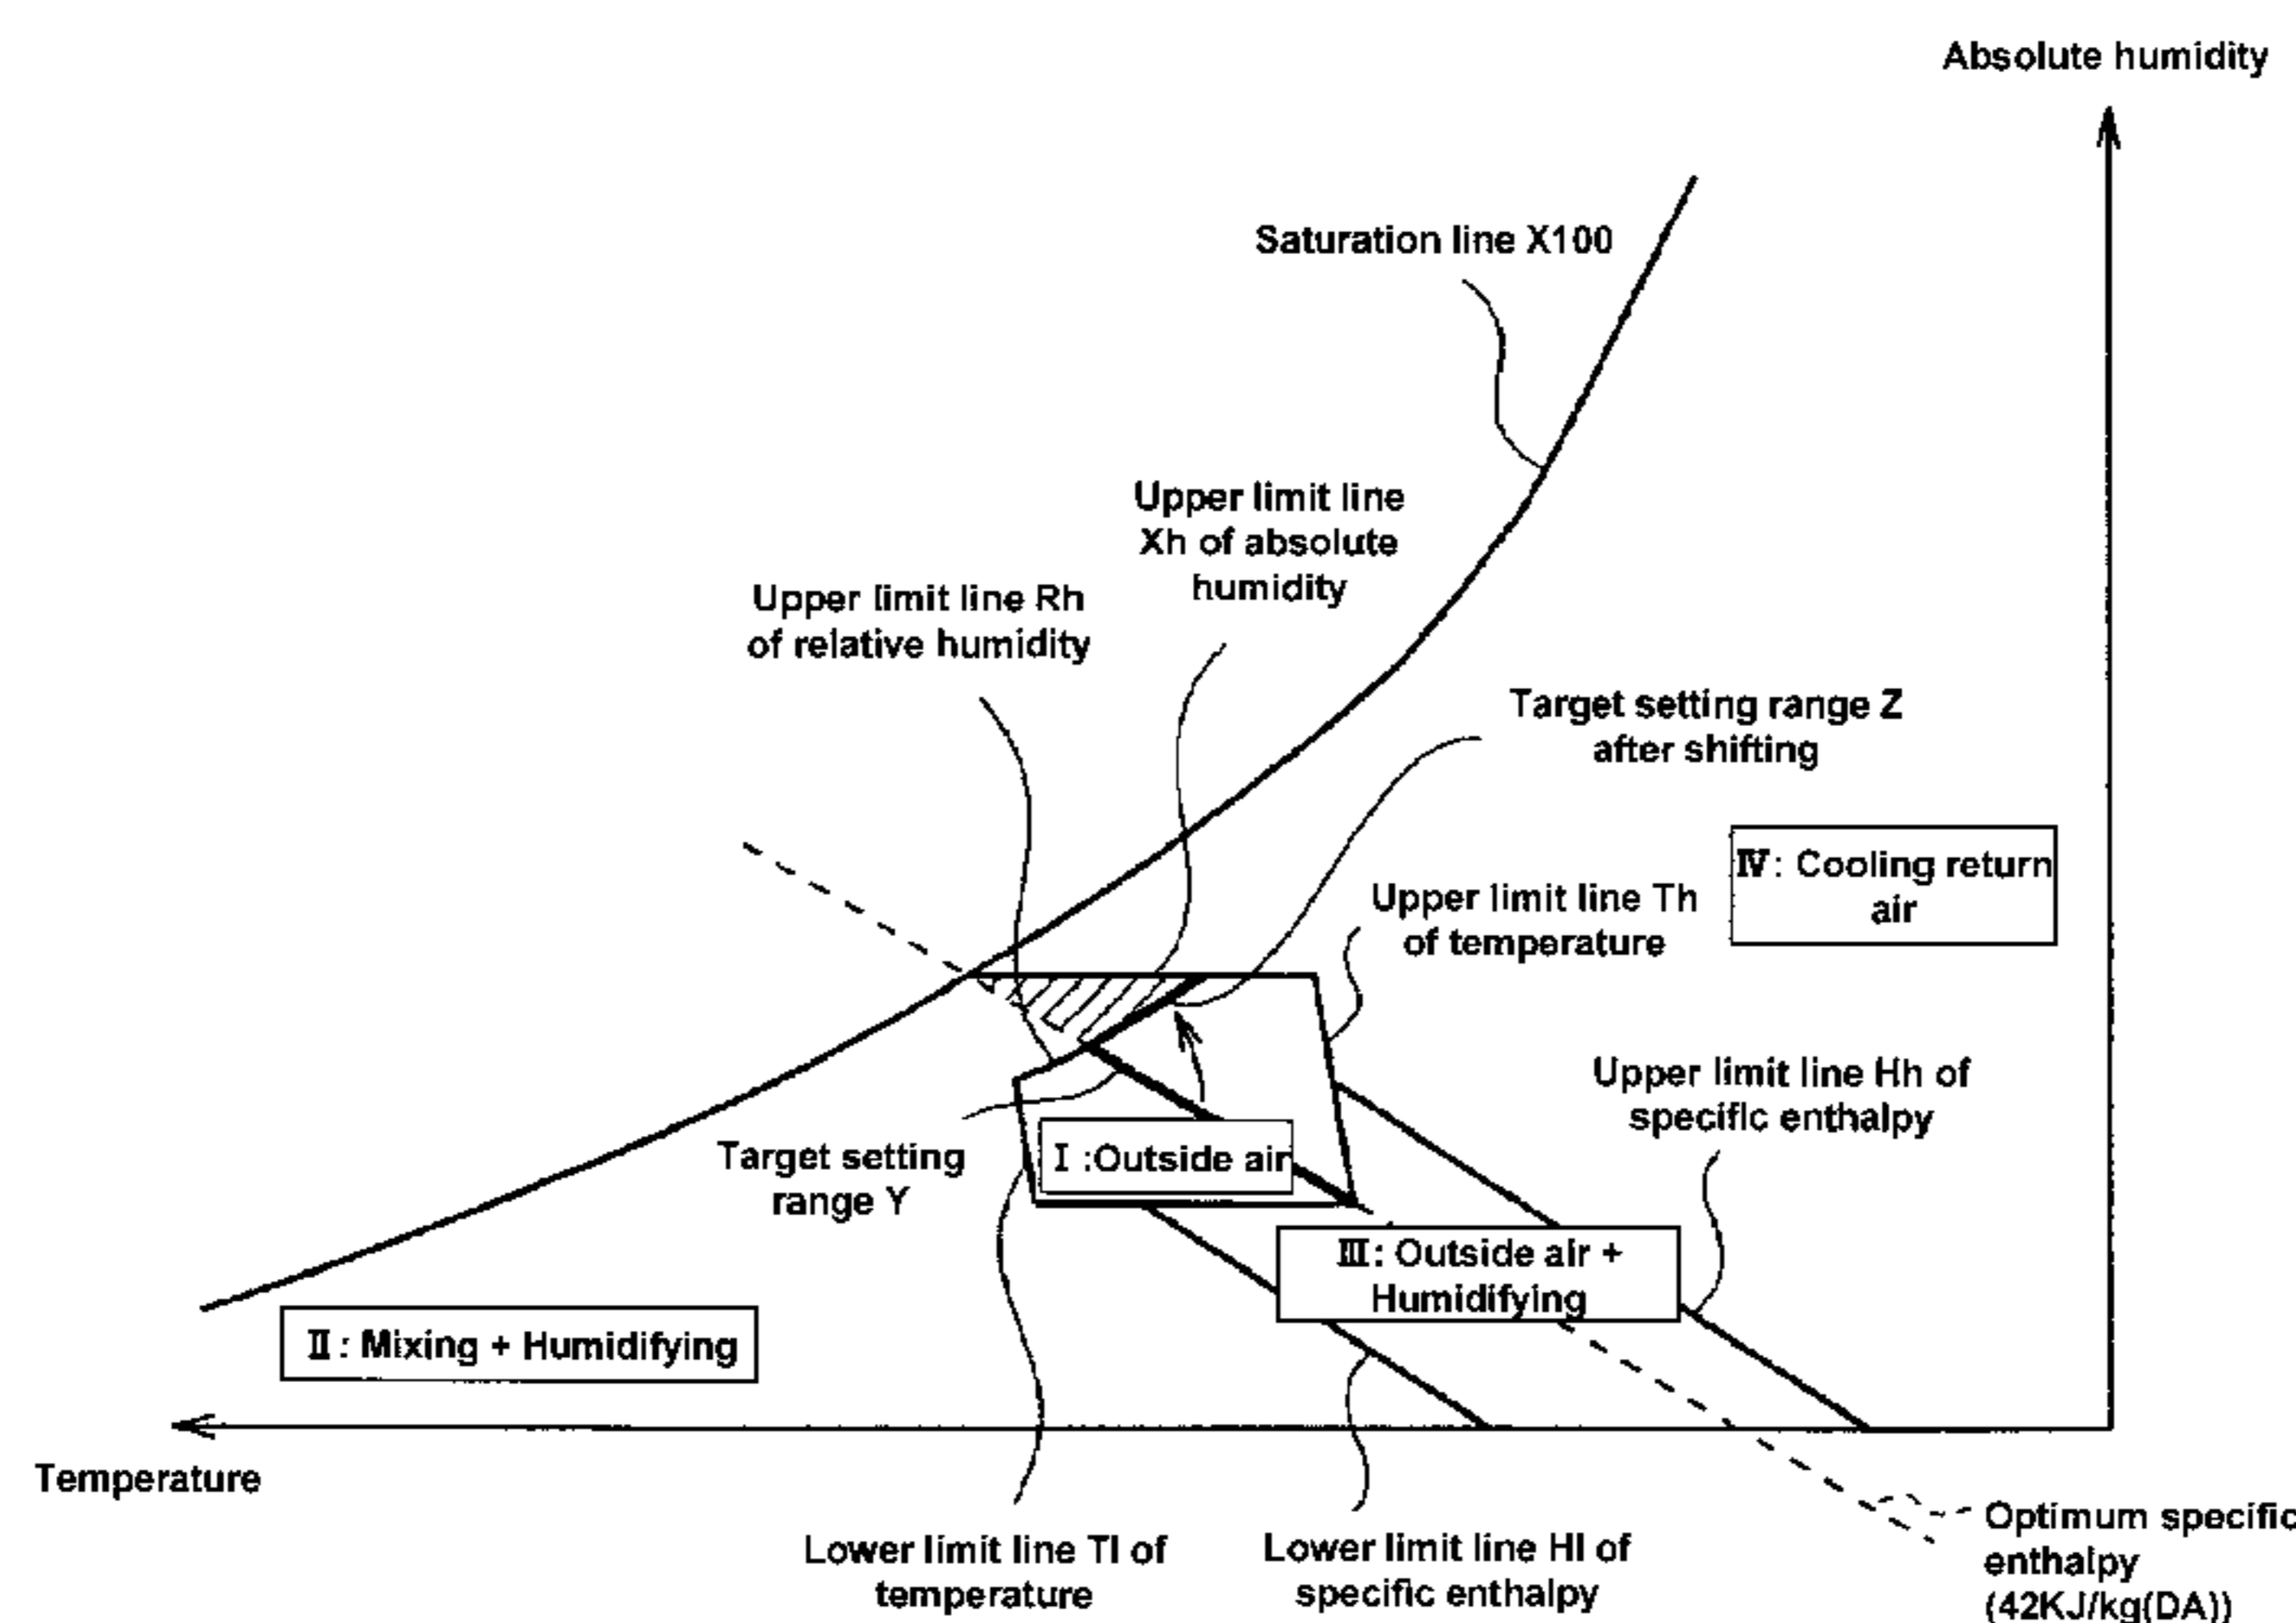 Absolute humidity
Saturation line X100
Upper limit line
Xh of absolute
humidity
Upper limit line Rh
of relative humidity
Target setting range Z
after shifting
Ⅳ: Cooling return
air
Upper limit line Th
of temperature
Upper limit line Hh of
specific enthalpy
Target setting
range Y
Ⅰ :Outside air
Ⅲ: Outside air +
Humidifying
Ⅱ: Mixing + Humidifying
Temperature
Lower limit line Tl of
temperature
Lower limit line Hl of
specific enthalpy
Optimum specific
enthalpy
(42KJ/kg(DA))